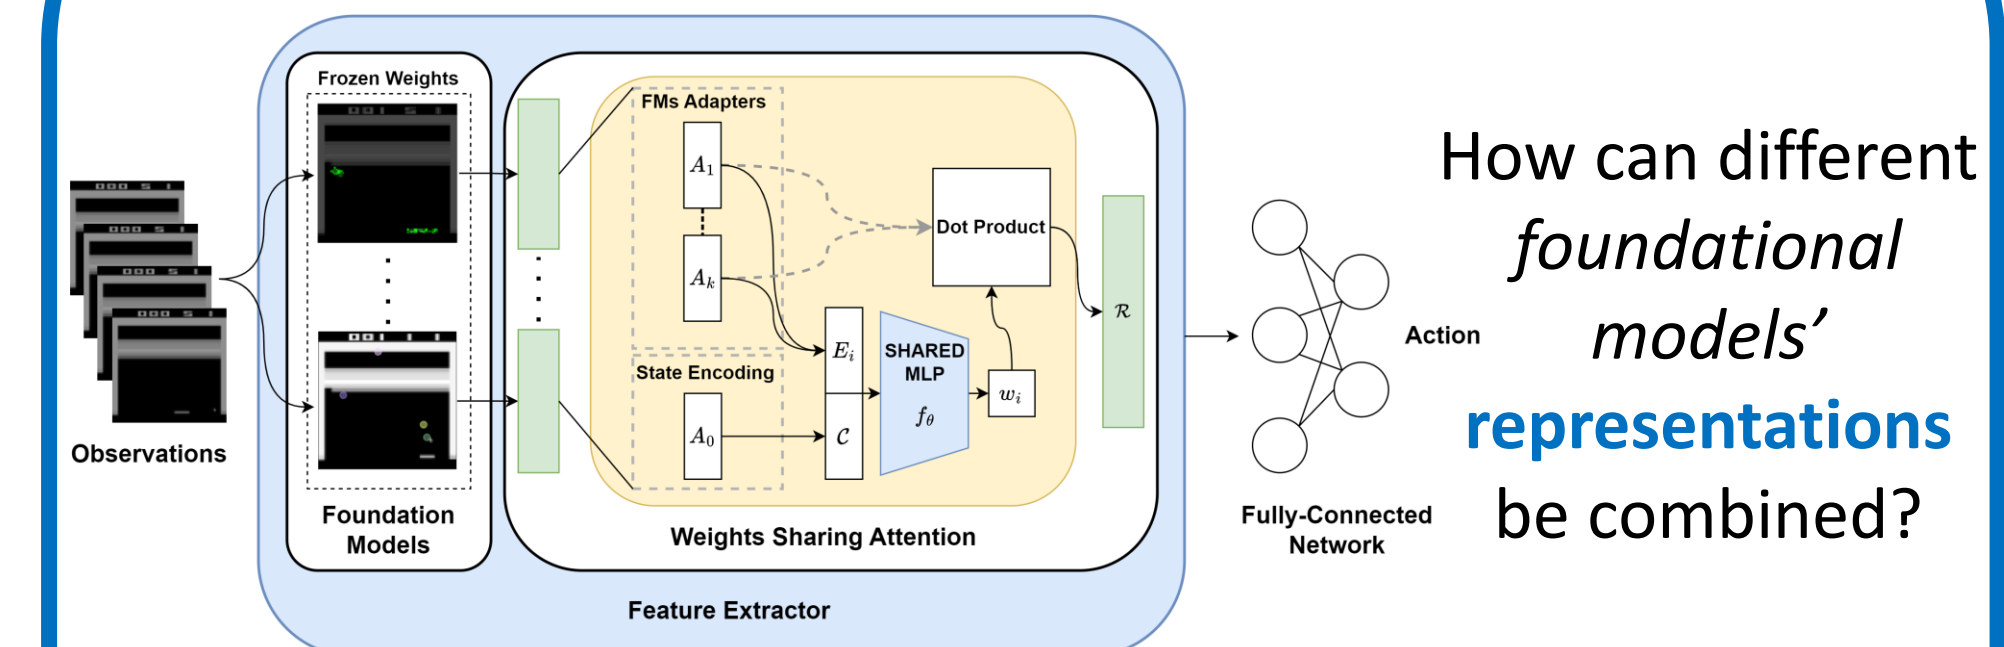 Frozen Weights
FMs Adapters
A₁
Aₖ
State Encoding
A₀
Eᵢ
C
SHARED
MLP
f_θ
wᵢ
Dot Product
R
Observations
Foundation
Models
Weights Sharing Attention
Feature Extractor
Fully-Connected
Network
Action
How can different
foundational
models’
representations
be combined?